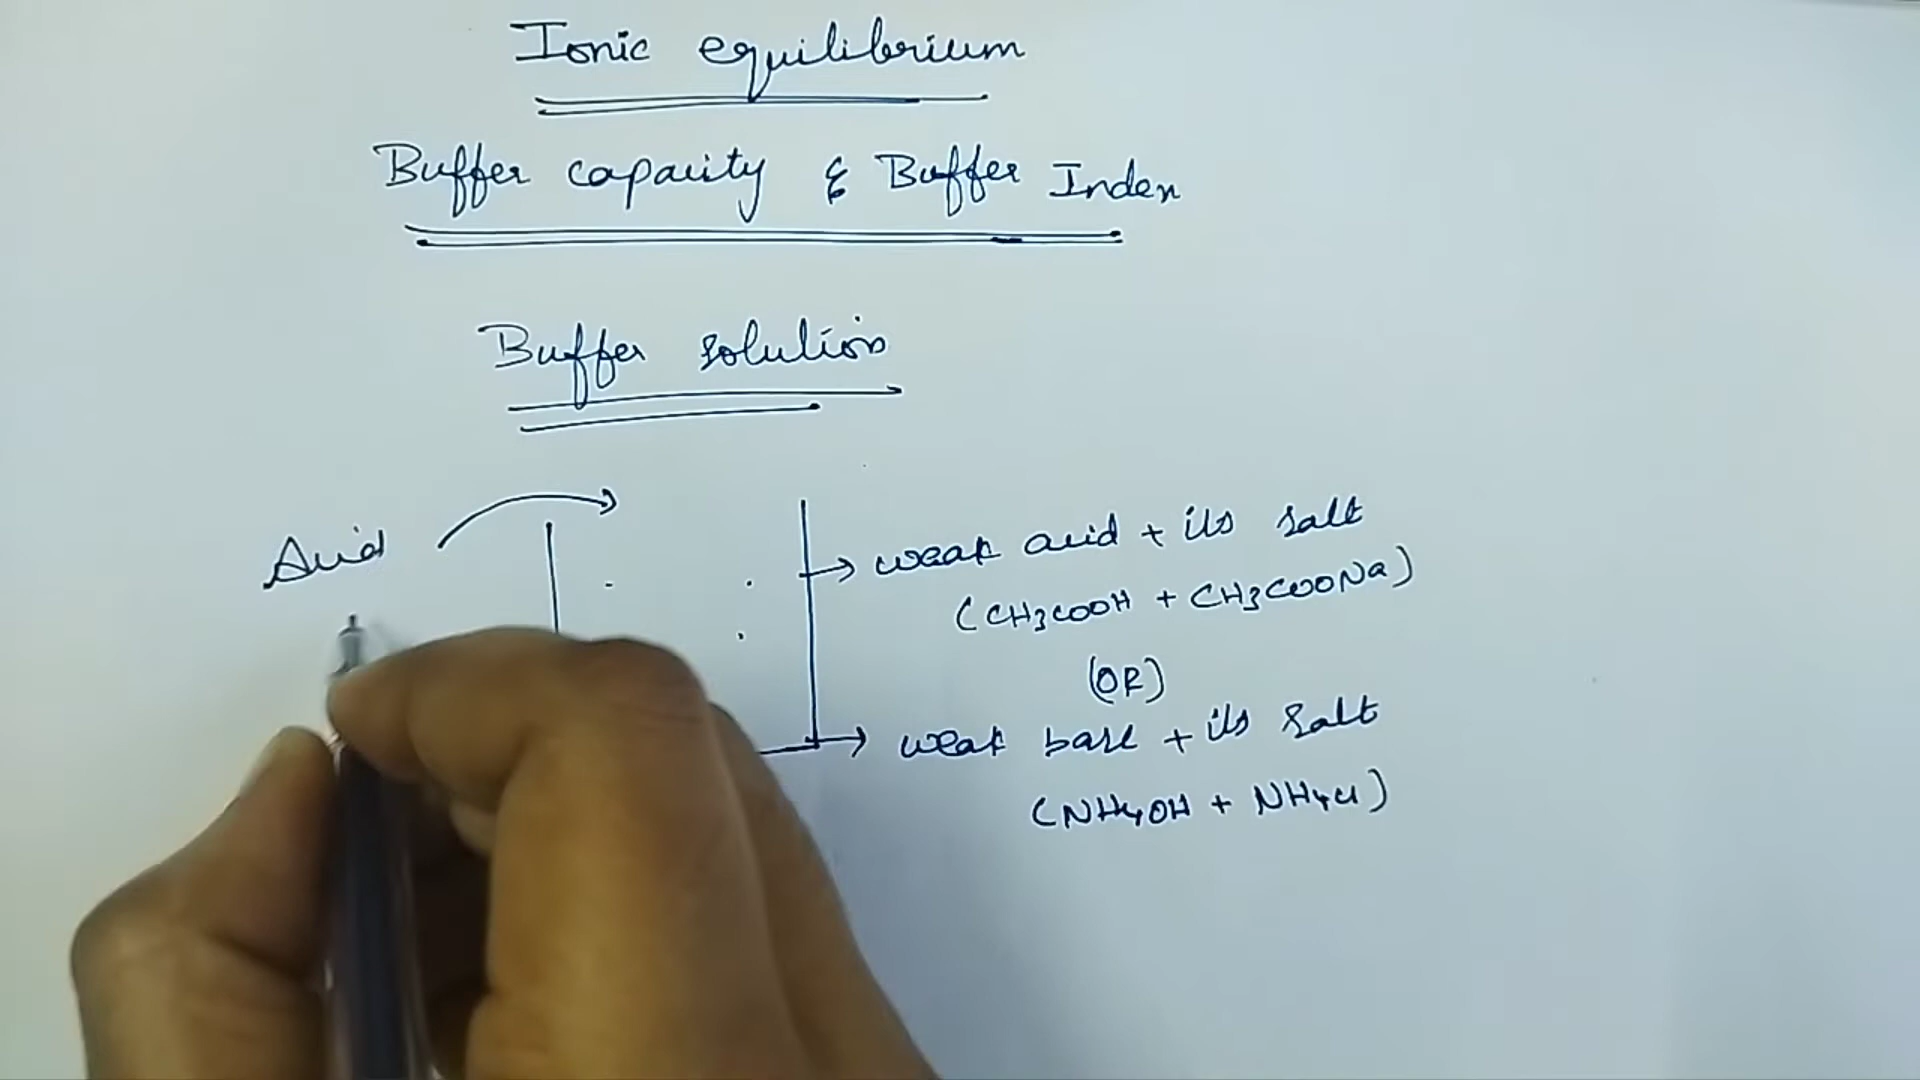 Ionic equilibrium
Buffer capacity & Buffer Index
Buffer solution
Acid
weak acid + its salt
(CH3COOH + CH3COONa)
(OR)
weak base + its salt
(NH4OH + NH4Cl)